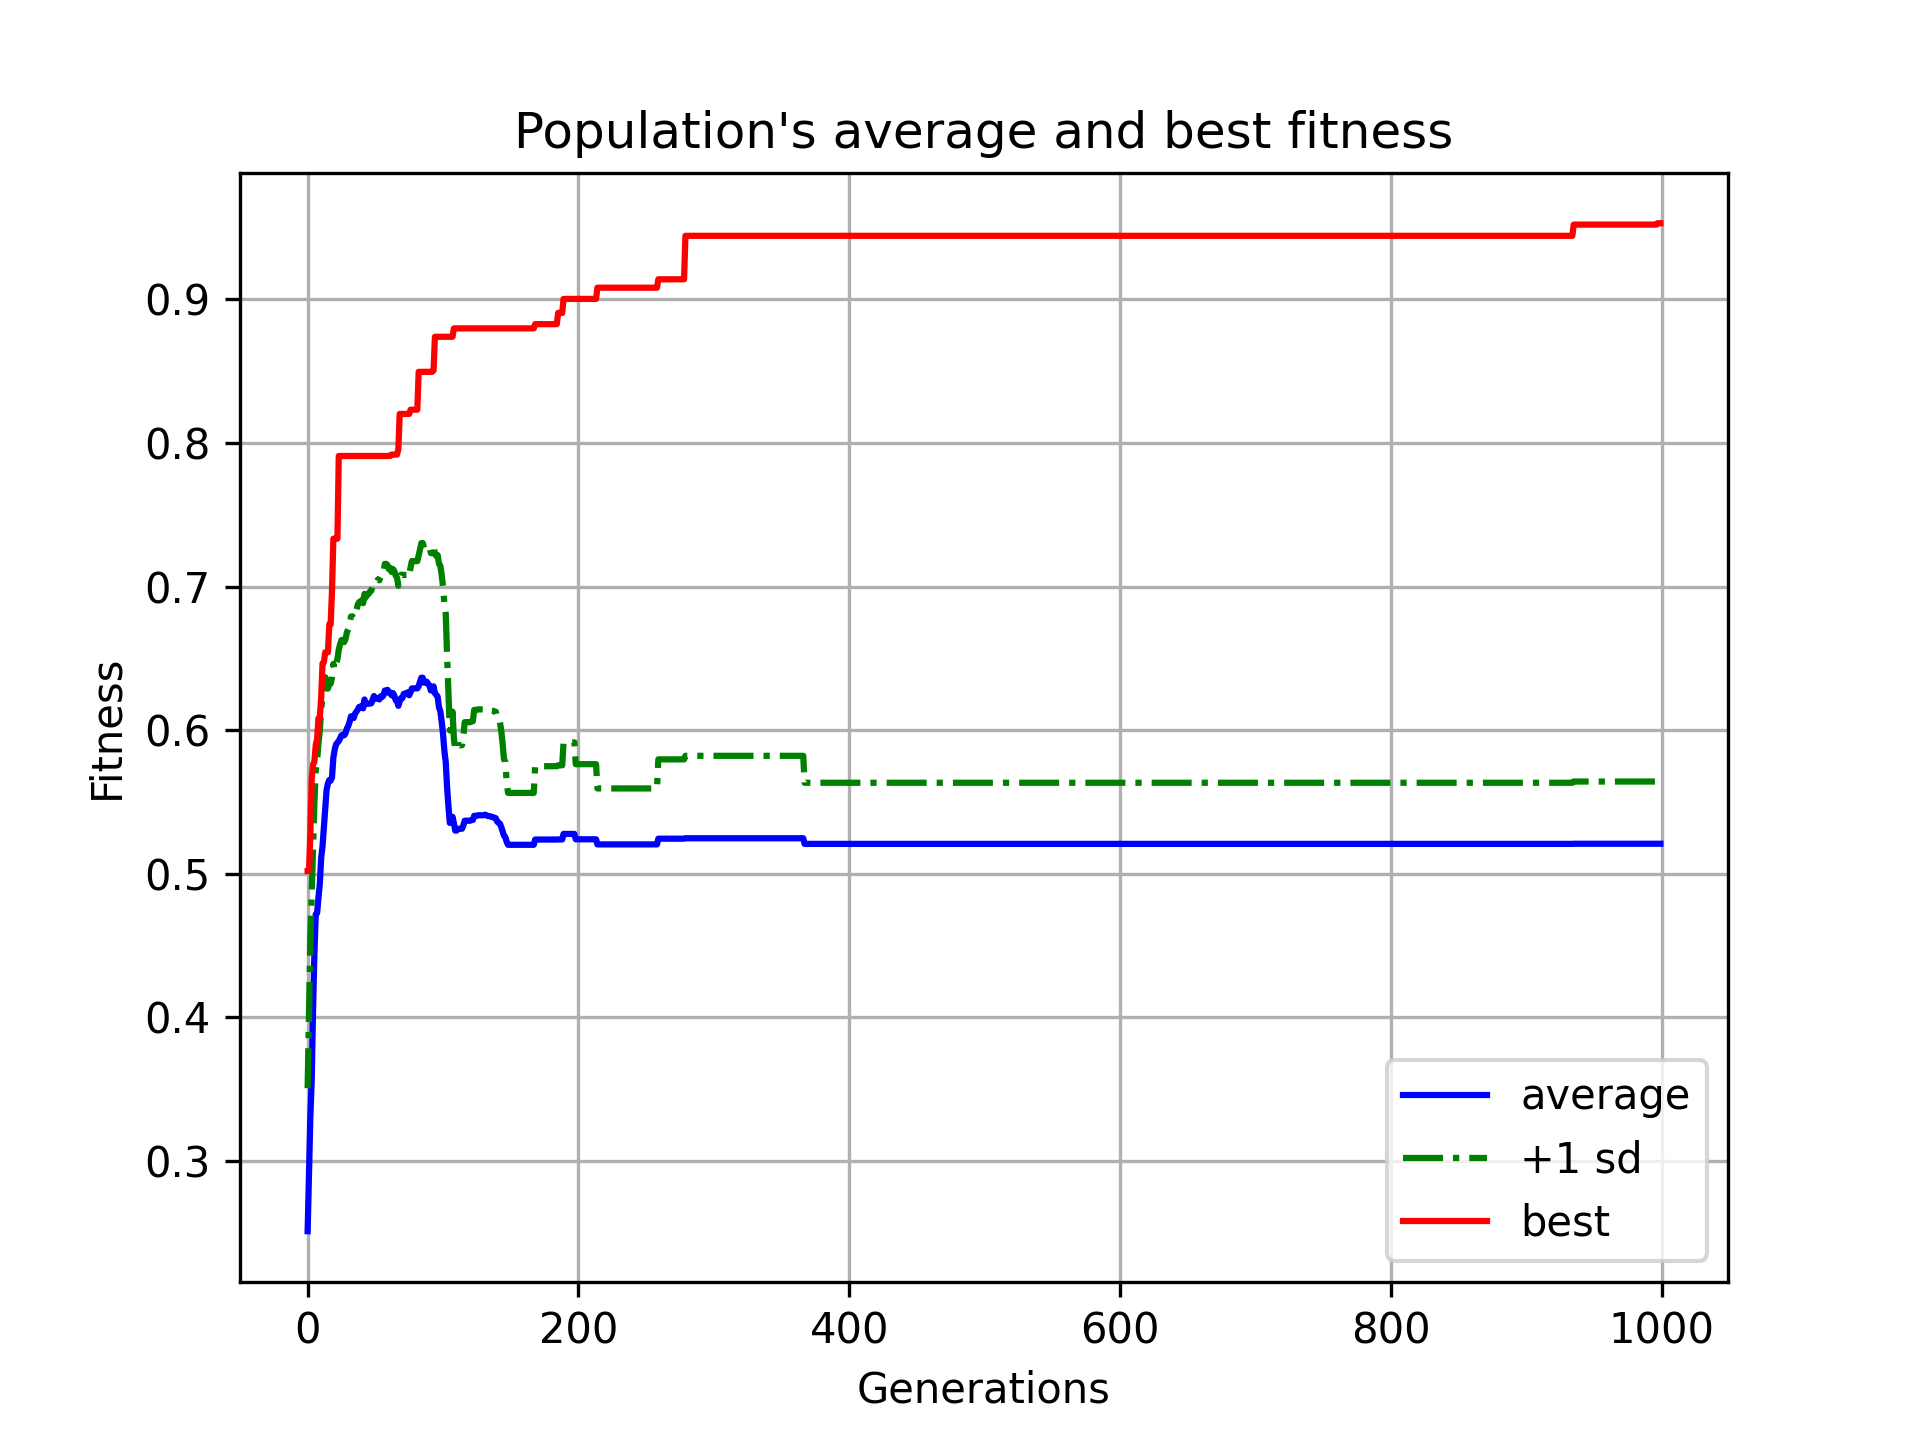 Population's average and best fitness
Fitness
0.9
0.8
0.7
0.6
0.5
0.4
0.3
0 200 400 600 800 1000
Generations
average
+1 sd
best